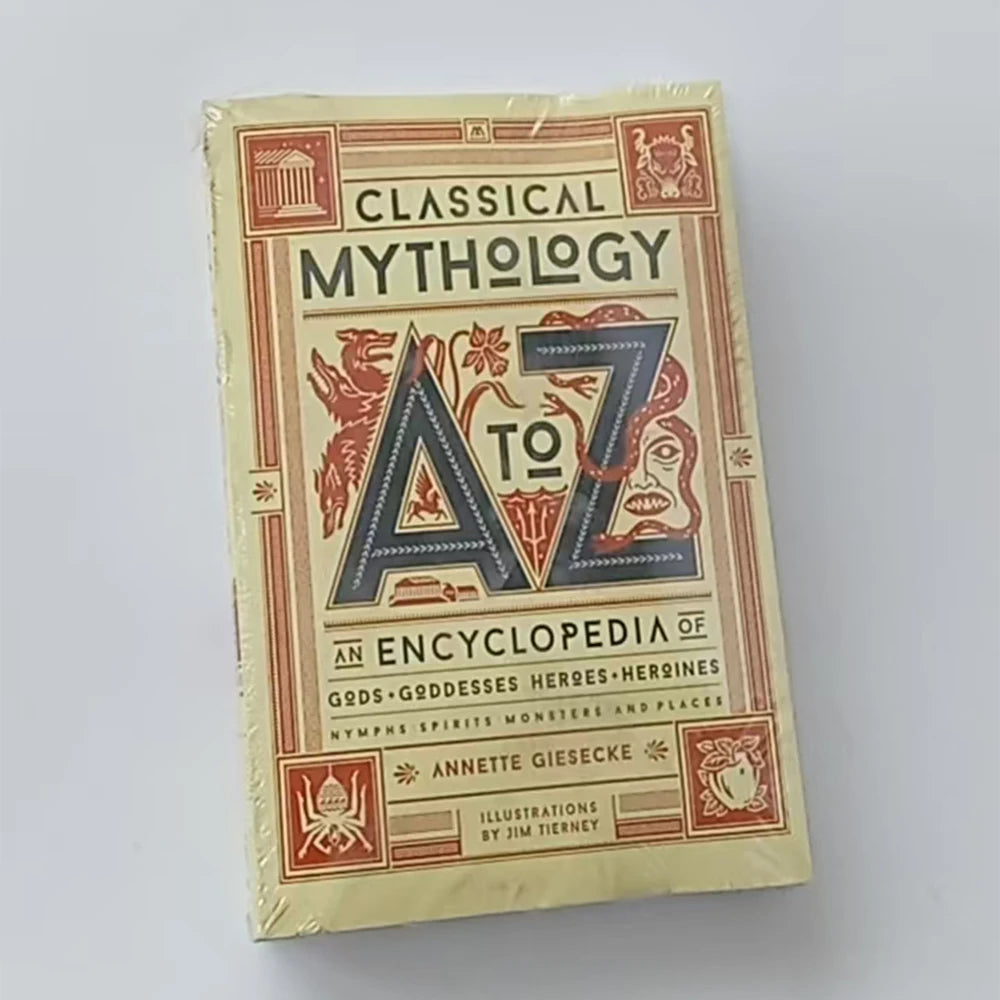 M
CLASSICAL
MYTHOLOGY
A TO Z
AN ENCYCLOPEDIA OF
GODS • GODDESSES HEROES • HEROINES
NYMPHS SPIRITS MONSTERS AND PLACES
ANNETTE GIESECKE
ILLUSTRATIONS
BY JIM TIERNEY